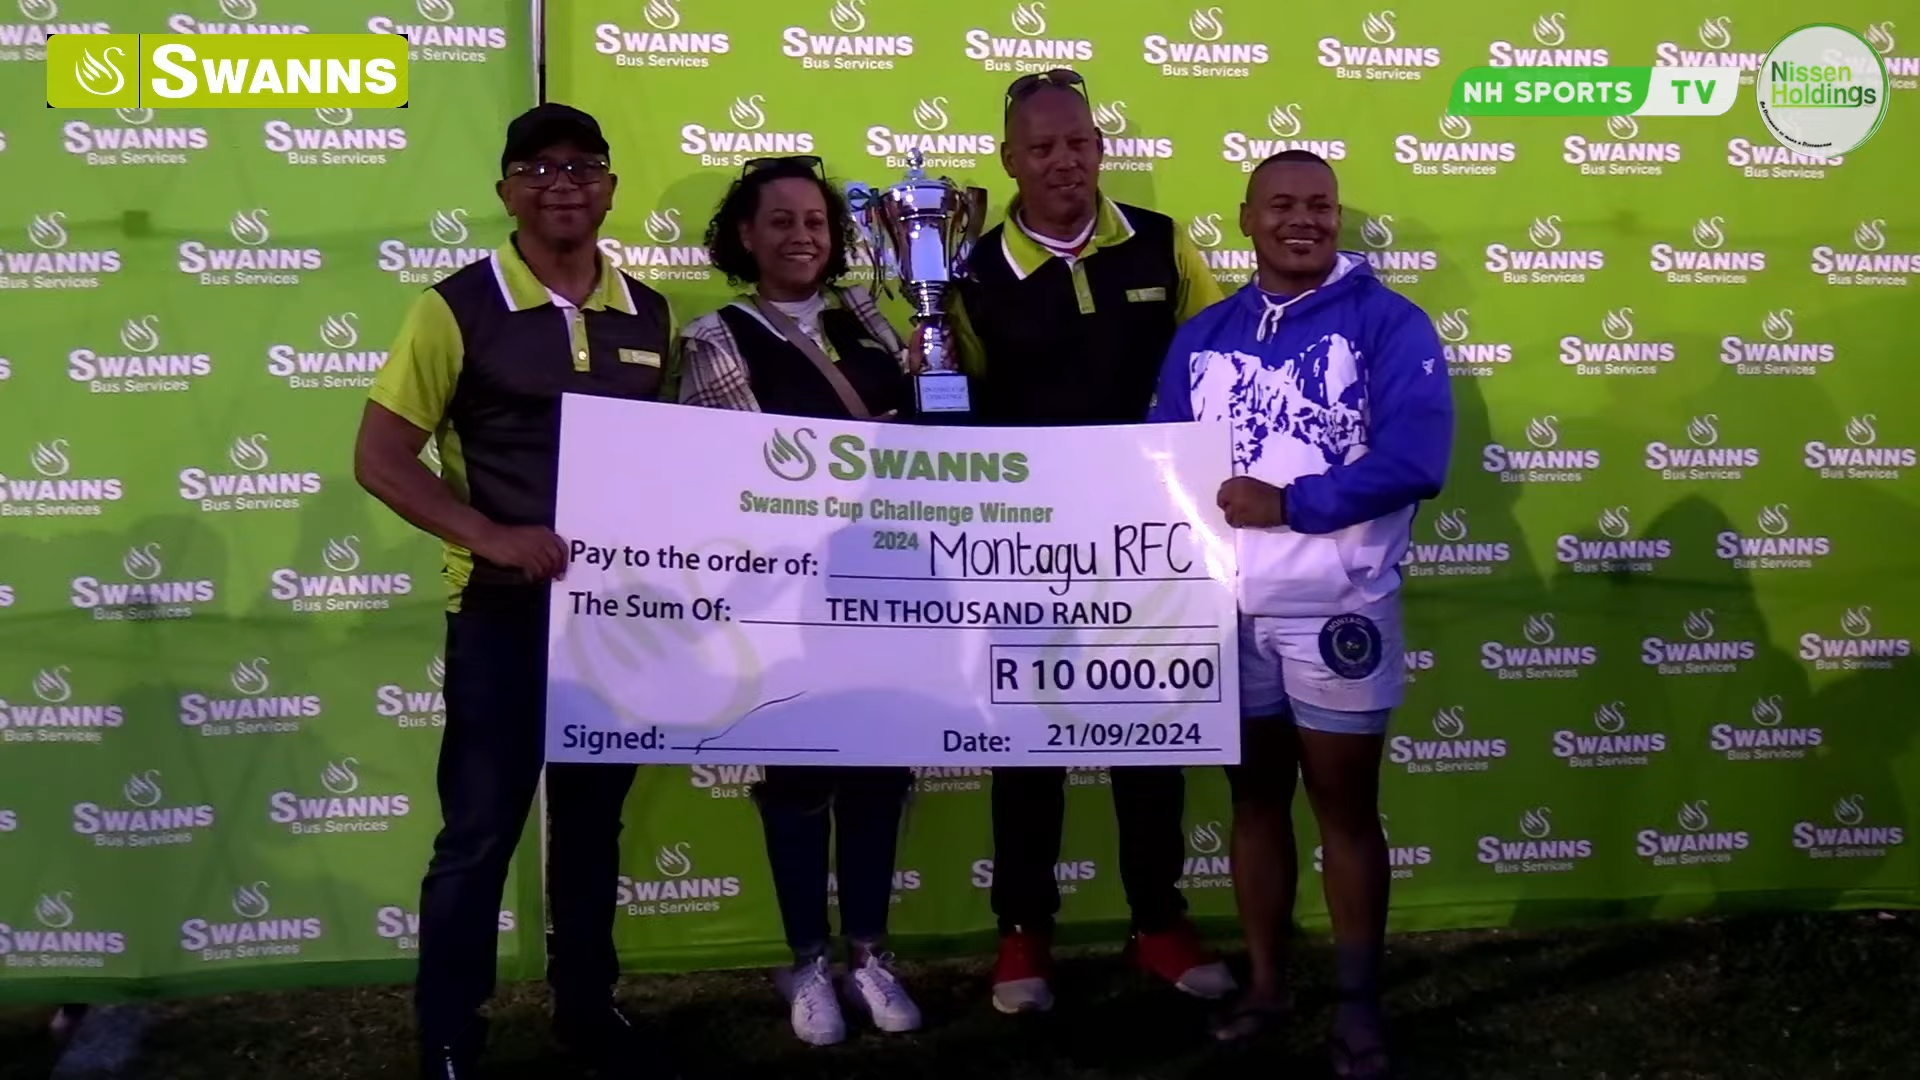 SWANNS
NH SPORTS TV
Nissen
Holdings
SWANNS
Bus Services
SWANNS
Swanns Cup Challenge Winner
2024
Pay to the order of: Montagu RFC
The Sum Of: TEN THOUSAND RAND
R 10 000.00
Signed:
Date: 21/09/2024
MONTAGU